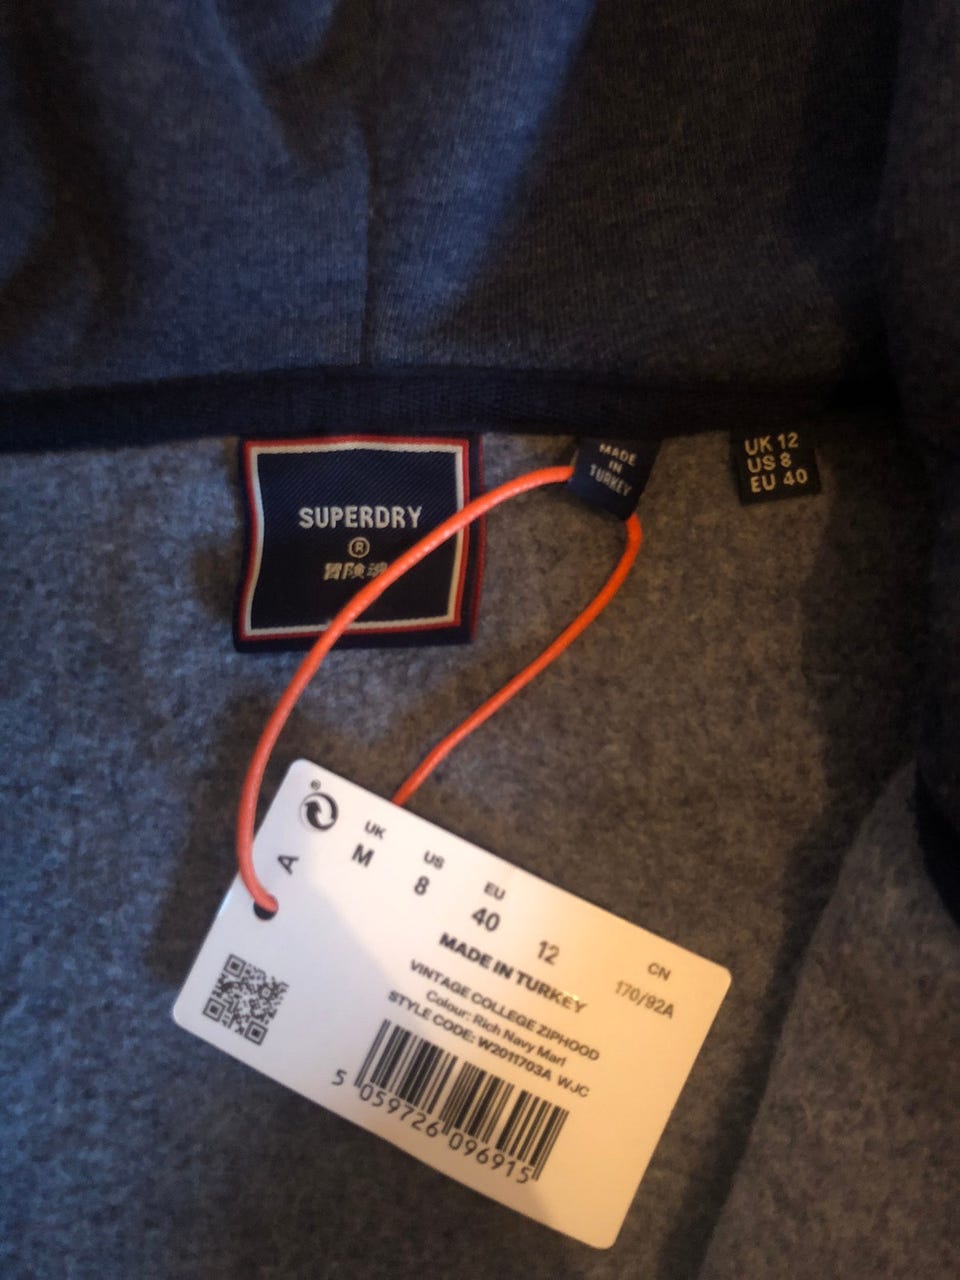 SUPERDRY
®
冒険魂
MADE
IN
TURKEY
UK 12
US 8
EU 40
A
UK
M
US
8
EU
40
12
CN
170/92A
MADE IN TURKEY
VINTAGE COLLEGE ZIPHOOD
Colour: Rich Navy Marl
STYLE CODE: W2011703A WJC
5 059726 096915